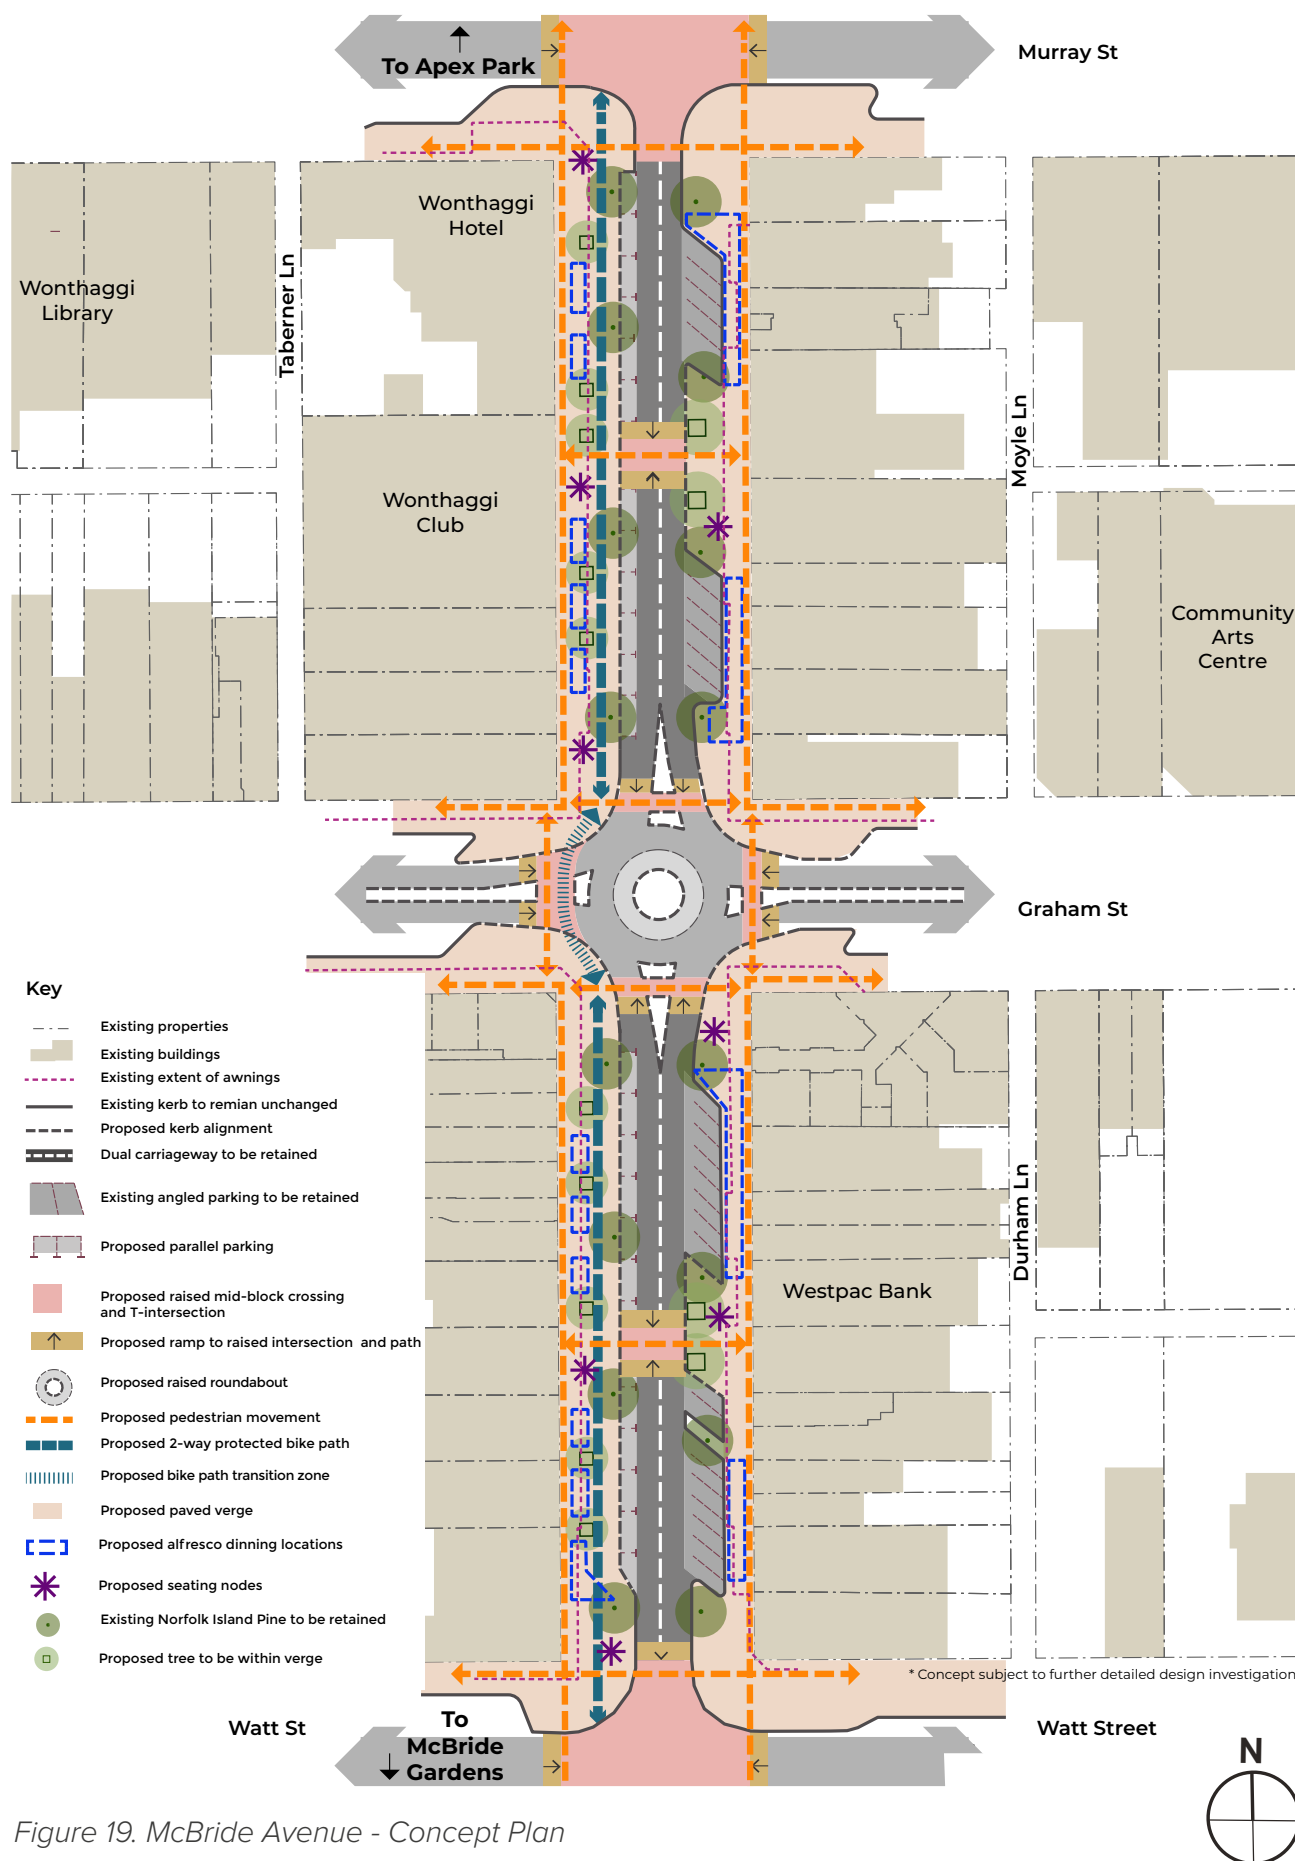 To Apex Park
Murray St
Wonthaggi
Hotel
Wonthaggi
Library
Taberner Ln
Moyle Ln
Wonthaggi
Club
Community
Arts
Centre
Graham St
Key
Existing properties
Existing buildings
Existing extent of awnings
Existing kerb to remian unchanged
Proposed kerb alignment
Dual carriageway to be retained
Existing angled parking to be retained
Proposed parallel parking
Proposed raised mid-block crossing
and T-intersection
Proposed ramp to raised intersection and path
Proposed raised roundabout
Proposed pedestrian movement
Proposed 2-way protected bike path
Proposed bike path transition zone
Proposed paved verge
Proposed alfresco dinning locations
Proposed seating nodes
Existing Norfolk Island Pine to be retained
Proposed tree to be within verge
Durham Ln
Westpac Bank
* Concept subject to further detailed design investigation
Watt St
To
McBride
Gardens
Watt Street
N
Figure 19. McBride Avenue - Concept Plan